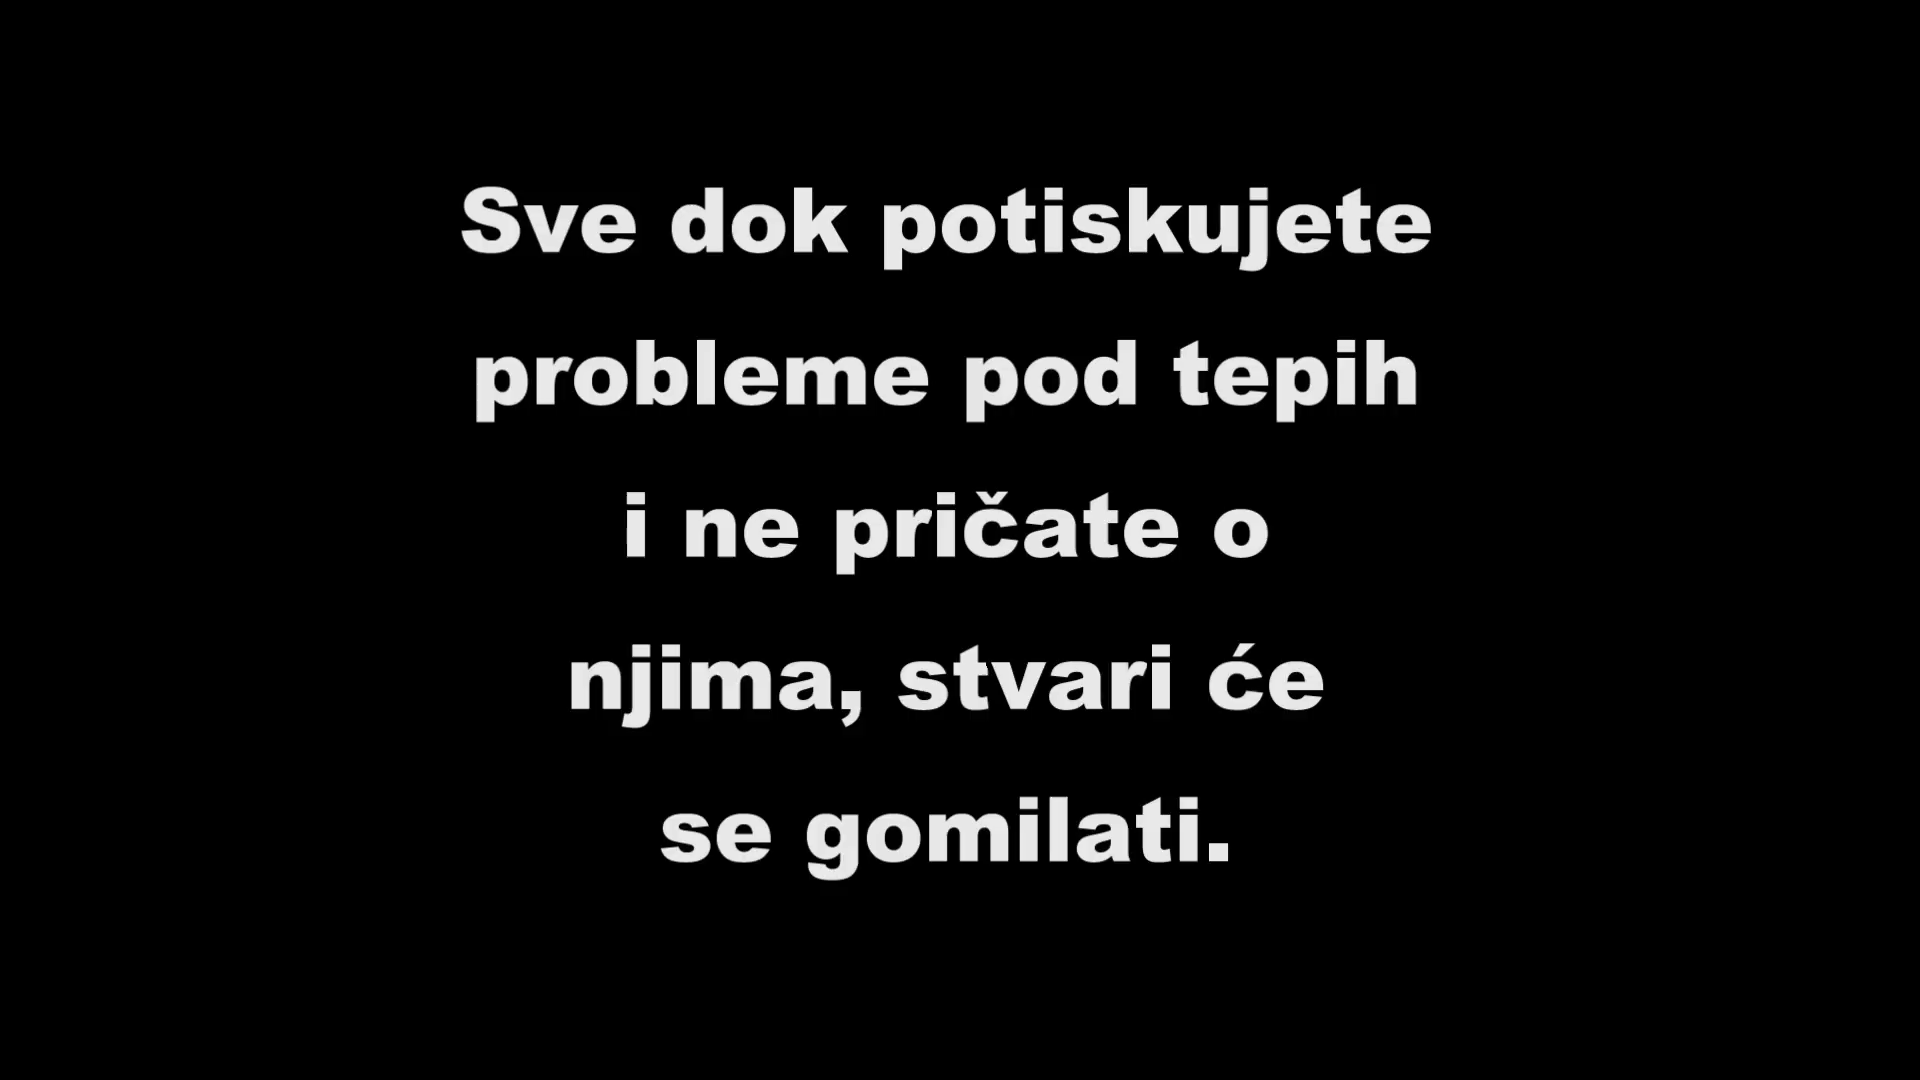 Sve dok potiskujete
probleme pod tepih
i ne pričate o
njima, stvari će
se gomilati.